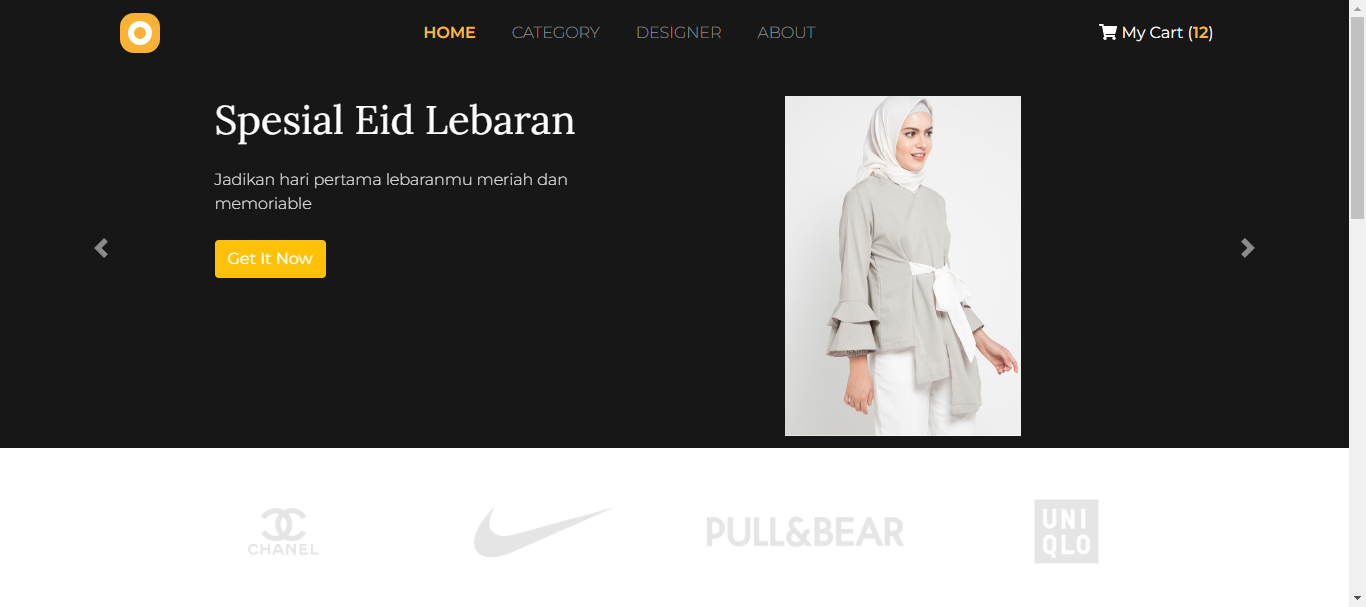 HOME CATEGORY DESIGNER ABOUT My Cart (12)
Spesial Eid Lebaran
Jadikan hari pertama lebaranmu meriah dan
memoriable
Get It Now
CHANEL
PULL&BEAR
UNI
QLO